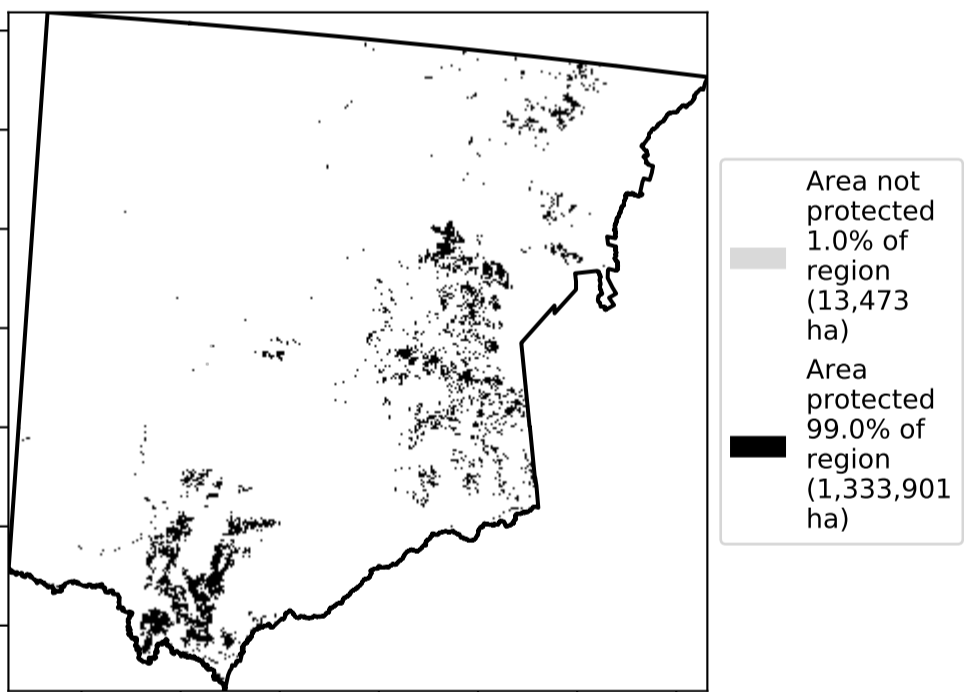 Area not
protected
1.0% of
region
(13,473
ha)
Area
protected
99.0% of
region
(1,333,901
ha)